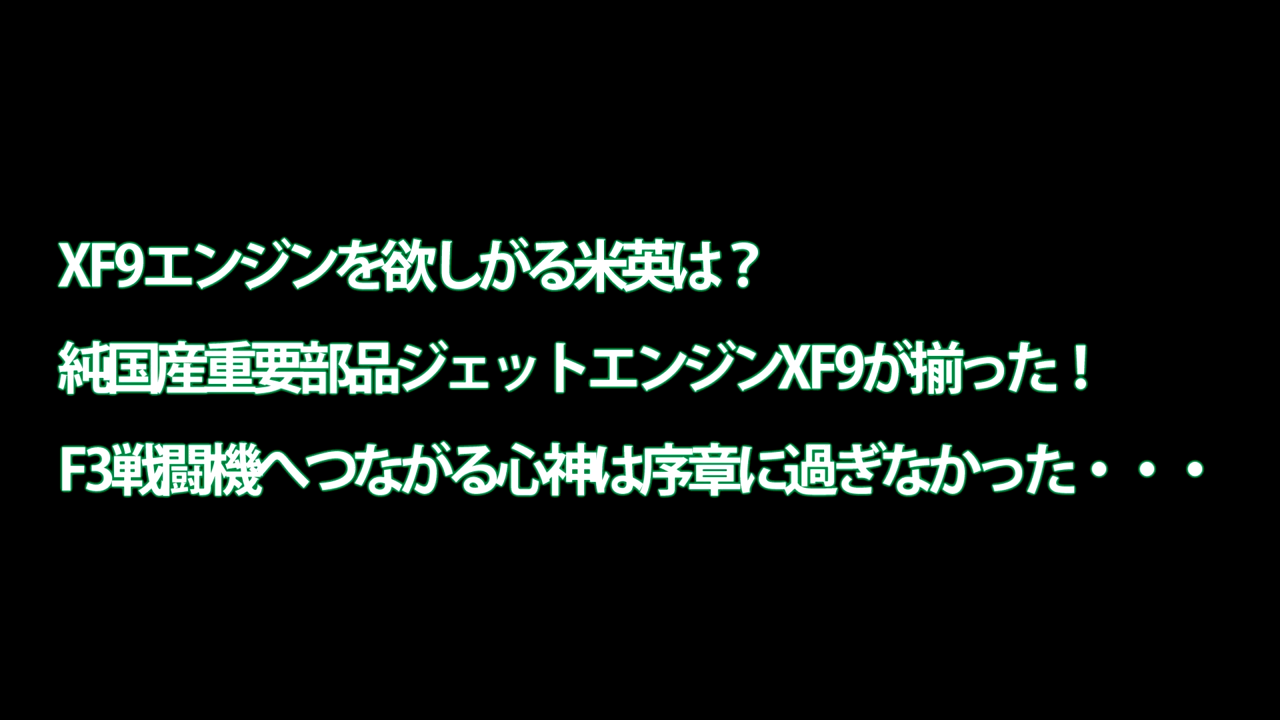 XF9エンジンを欲しがる米英は？
純国産重要部品ジェットエンジンXF9が揃った！
F3戦闘機へつながる心神は序章に過ぎなかった・・・